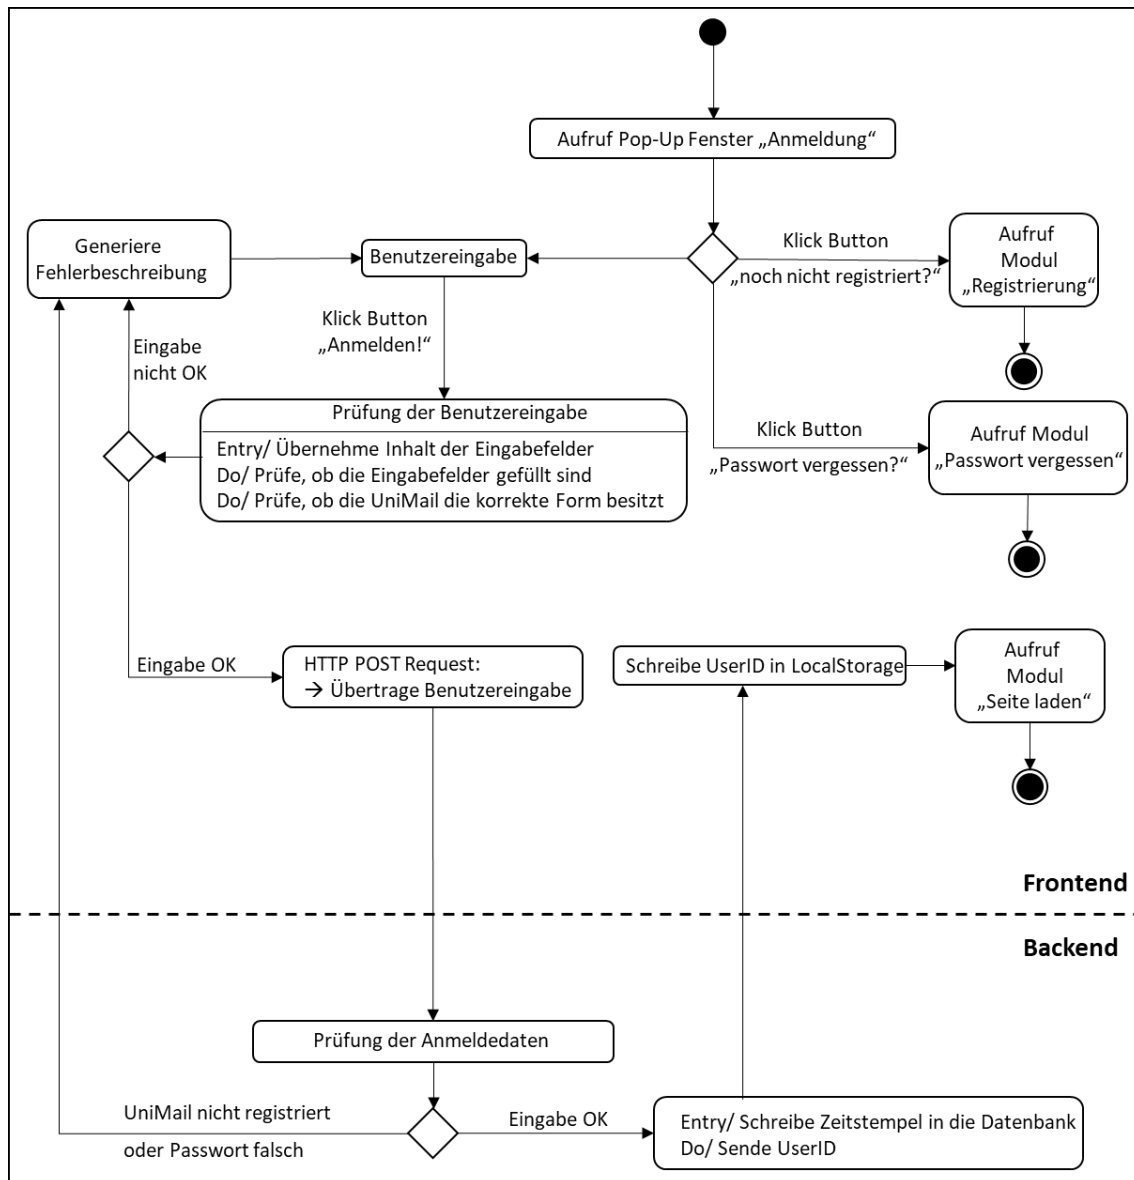 Aufruf Pop-Up Fenster „Anmeldung“
Generiere
Fehlerbeschreibung
Benutzereingabe
Klick Button
„noch nicht registriert?“
Aufruf
Modul
„Registrierung“
Klick Button
„Anmelden!“
Eingabe
nicht OK
Prüfung der Benutzereingabe
Entry/ Übernehme Inhalt der Eingabefelder
Do/ Prüfe, ob die Eingabefelder gefüllt sind
Do/ Prüfe, ob die UniMail die korrekte Form besitzt
Klick Button
„Passwort vergessen?“
Aufruf Modul
„Passwort vergessen“
Eingabe OK
HTTP POST Request:
→ Übertrage Benutzereingabe
Schreibe UserID in LocalStorage
Aufruf
Modul
„Seite laden“
Frontend
Backend
Prüfung der Anmeldedaten
UniMail nicht registriert
oder Passwort falsch
Eingabe OK
Entry/ Schreibe Zeitstempel in die Datenbank
Do/ Sende UserID